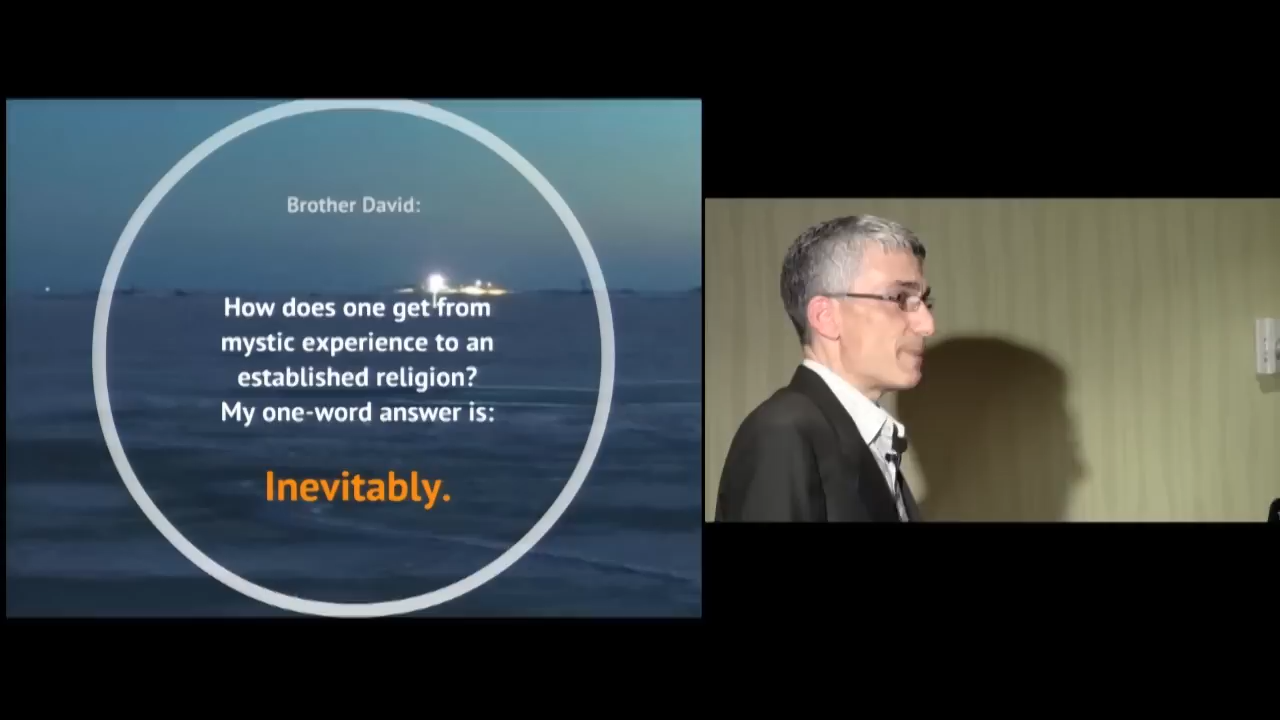 Brother David:
How does one get from
mystic experience to an
established religion?
My one-word answer is:
Inevitably.